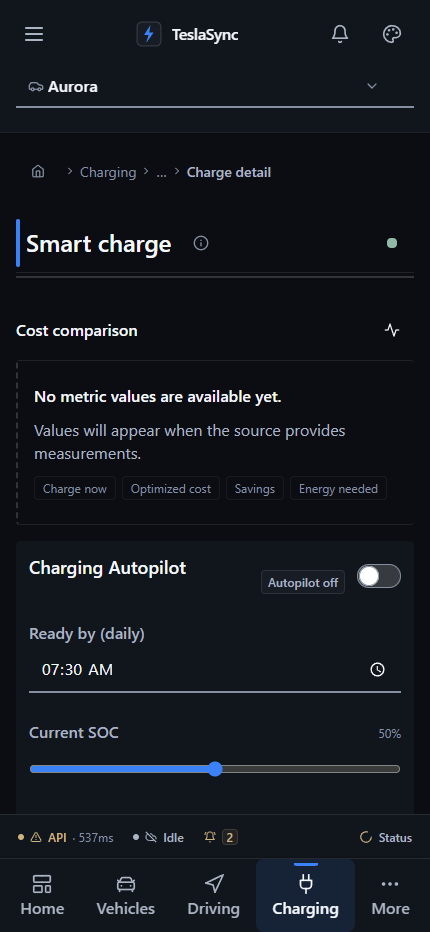 TeslaSync
Aurora
Charging
...
Charge detail
Smart charge
Cost comparison
No metric values are available yet.
Values will appear when the source provides
measurements.
Charge now
Optimized cost
Savings
Energy needed
Charging Autopilot
Autopilot off
Ready by (daily)
07:30 AM
Current SOC
50%
API · 537ms
Idle
2
Status
Home
Vehicles
Driving
Charging
More